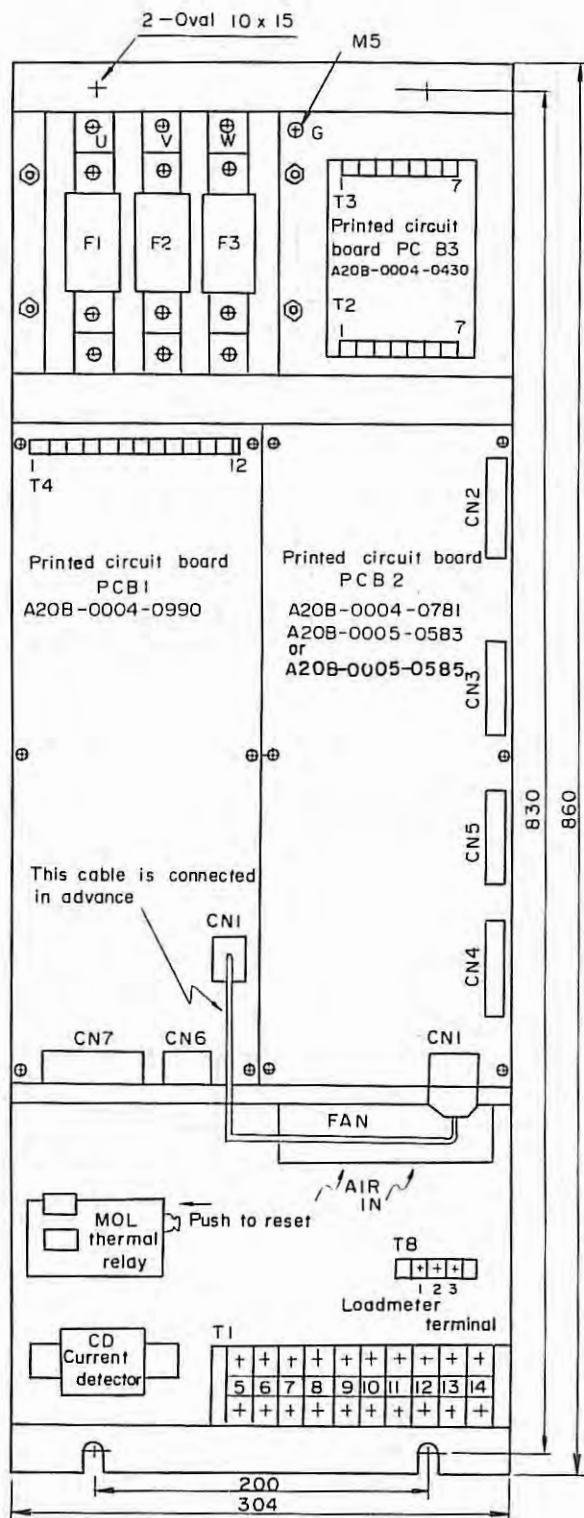 2-Oval 10 x 15
M5
U V W G
F1 F2 F3
1 7
T3
Printed circuit
board PC B3
A20B-0004-0430
T2
1 7
1 12
T4
CN2
Printed circuit board
PCB1
A20B-0004-0990
Printed circuit board
PCB 2
A20B-0004-0781
A20B-0005-0583
or
A20B-0005-0585
CN3
830
860
CN5
This cable is connected
in advance
CN1
CN4
CN7 CN6
CN1
FAN
AIR
IN
MOL
thermal
relay
Push to reset
T8
1 2 3
Loadmeter
terminal
CD
Current
detector
T1
5 6 7 8 9 10 11 12 13 14
200
304